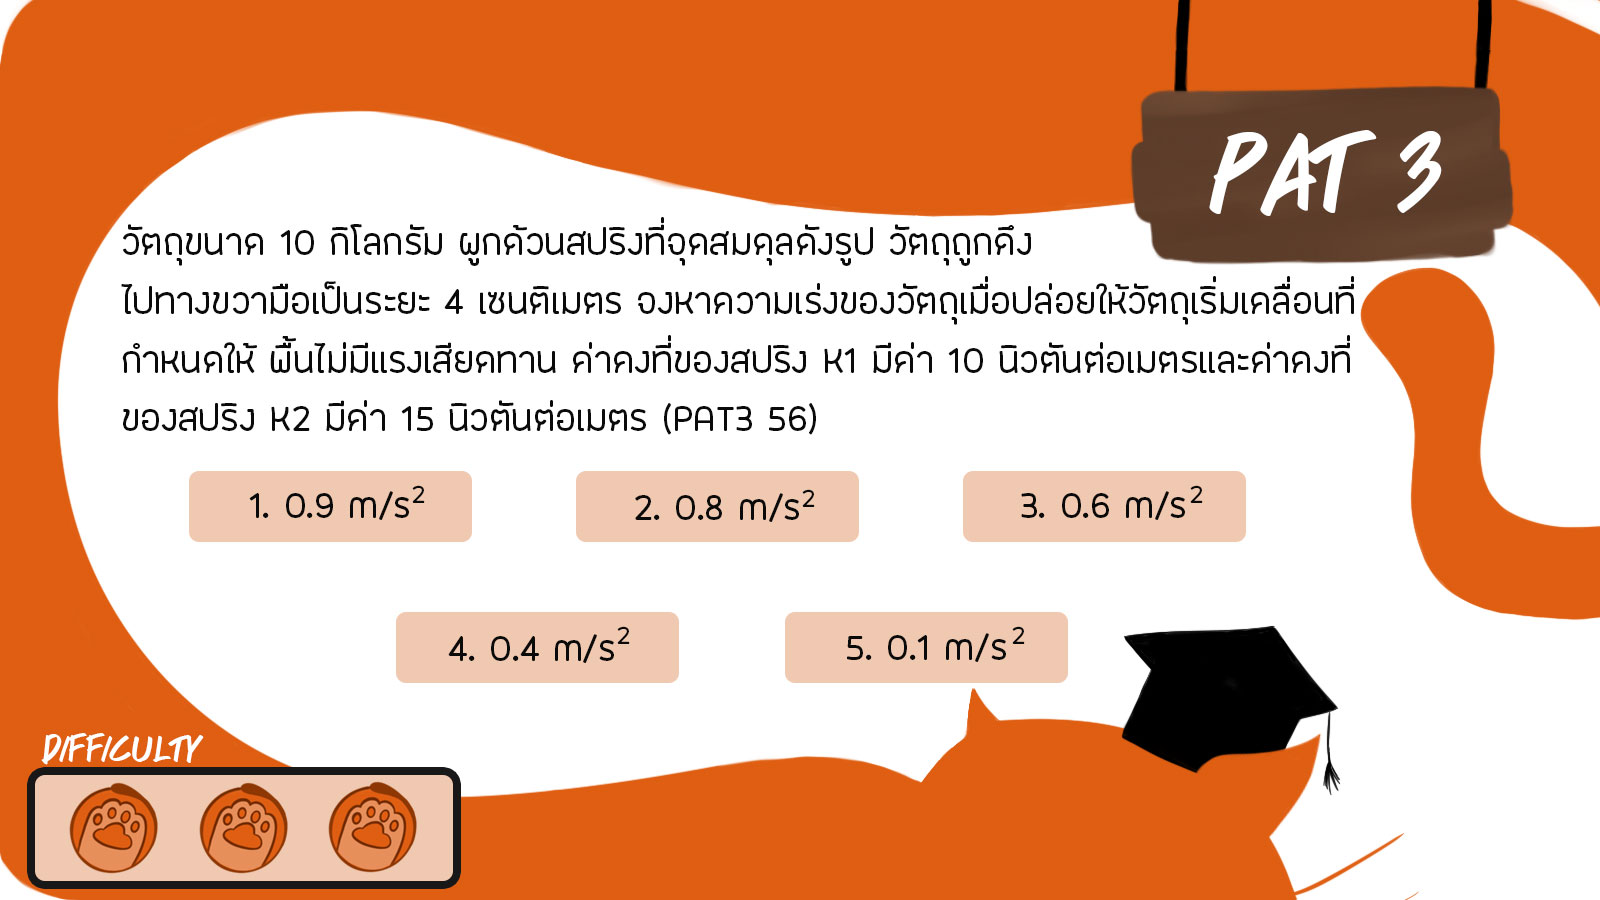 PAT 3
วัตถุขนาด 10 กิโลกรัม ผูกด้วนสปริงที่จุดสมดุลดังรูป วัตถุถูกดึง
ไปทางขวามือเป็นระยะ 4 เซนติเมตร จงหาความเร่งของวัตถุเมื่อปล่อยให้วัตถุเริ่มเคลื่อนที่
กำหนดให้ พื้นไม่มีแรงเสียดทาน ค่าคงที่ของสปริง K1 มีค่า 10 นิวตันต่อเมตรและค่าคงที่
ของสปริง K2 มีค่า 15 นิวตันต่อเมตร (PAT3 56)
1. 0.9 m/s²
2. 0.8 m/s²
3. 0.6 m/s²
4. 0.4 m/s²
5. 0.1 m/s²
DIFFICULTY